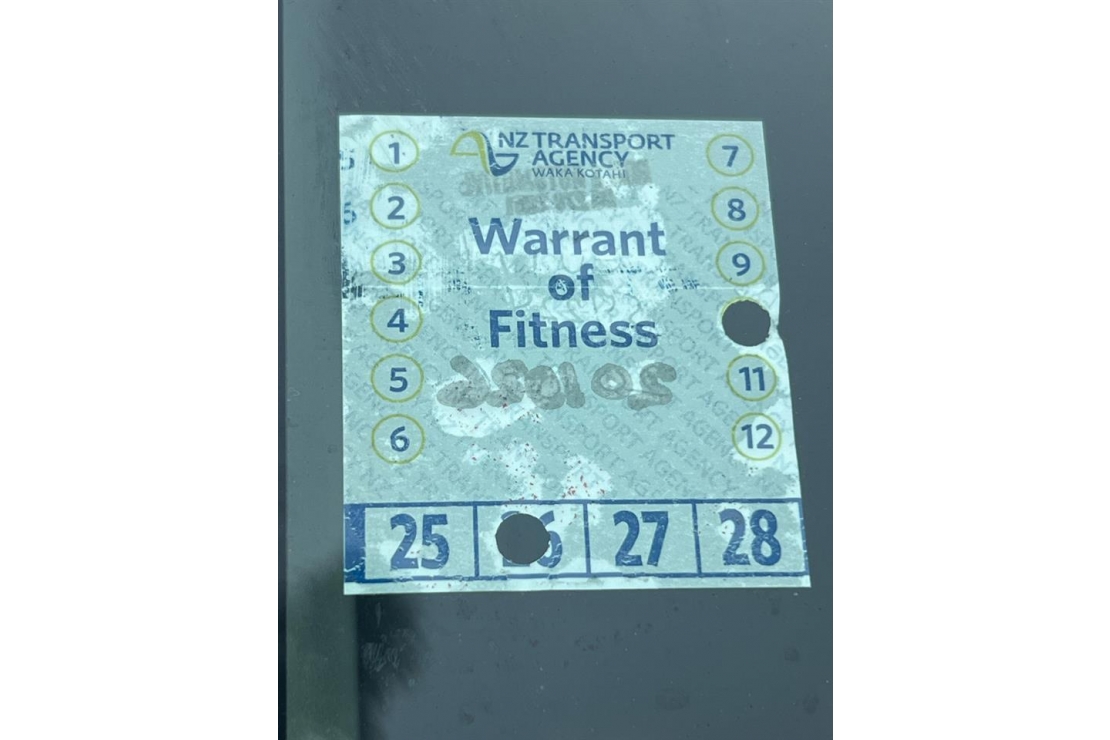 NZ TRANSPORT
AGENCY
WAKA KOTAHI
Warrant
of
Fitness
1
2
3
4
5
6
7
8
9
11
12
25
6
27
28